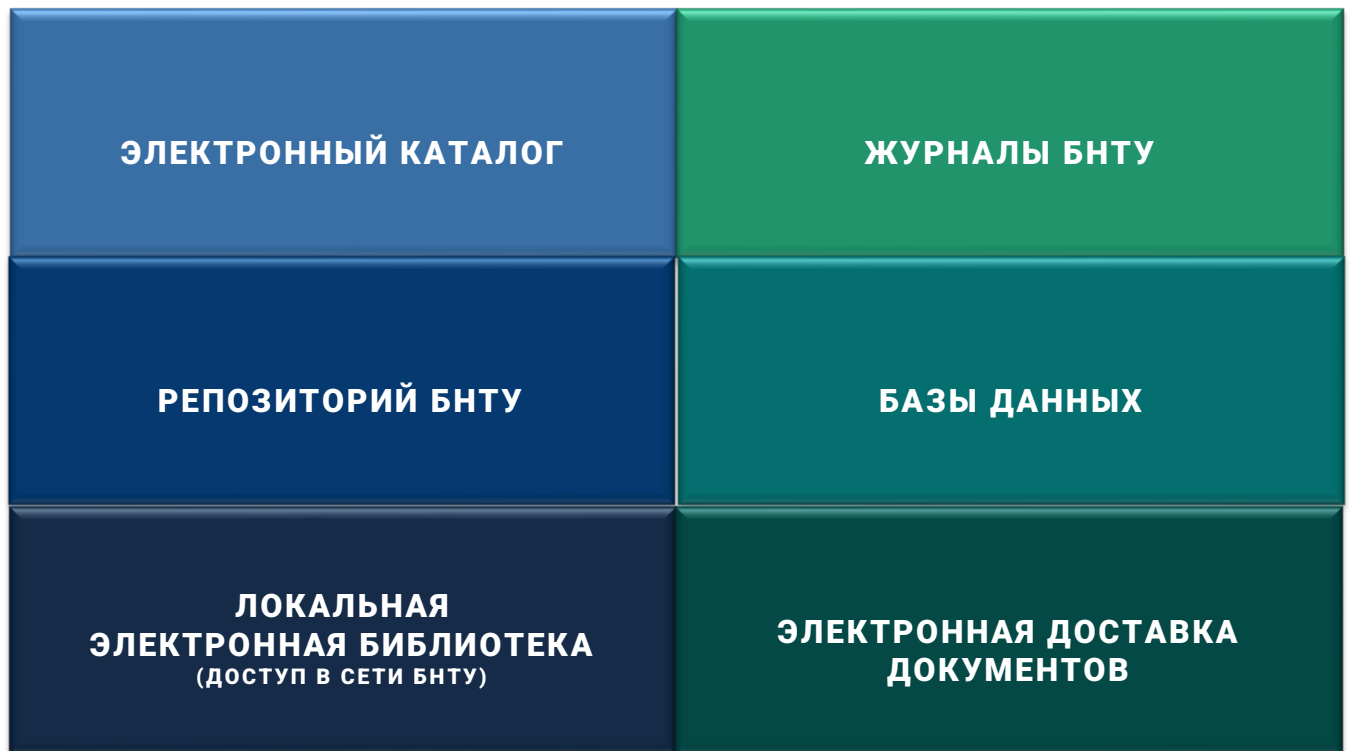 ЭЛЕКТРОННЫЙ КАТАЛОГ
ЖУРНАЛЫ БНТУ
РЕПОЗИТОРИЙ БНТУ
БАЗЫ ДАННЫХ
ЛОКАЛЬНАЯ
ЭЛЕКТРОННАЯ БИБЛИОТЕКА
(ДОСТУП В СЕТИ БНТУ)
ЭЛЕКТРОННАЯ ДОСТАВКА
ДОКУМЕНТОВ